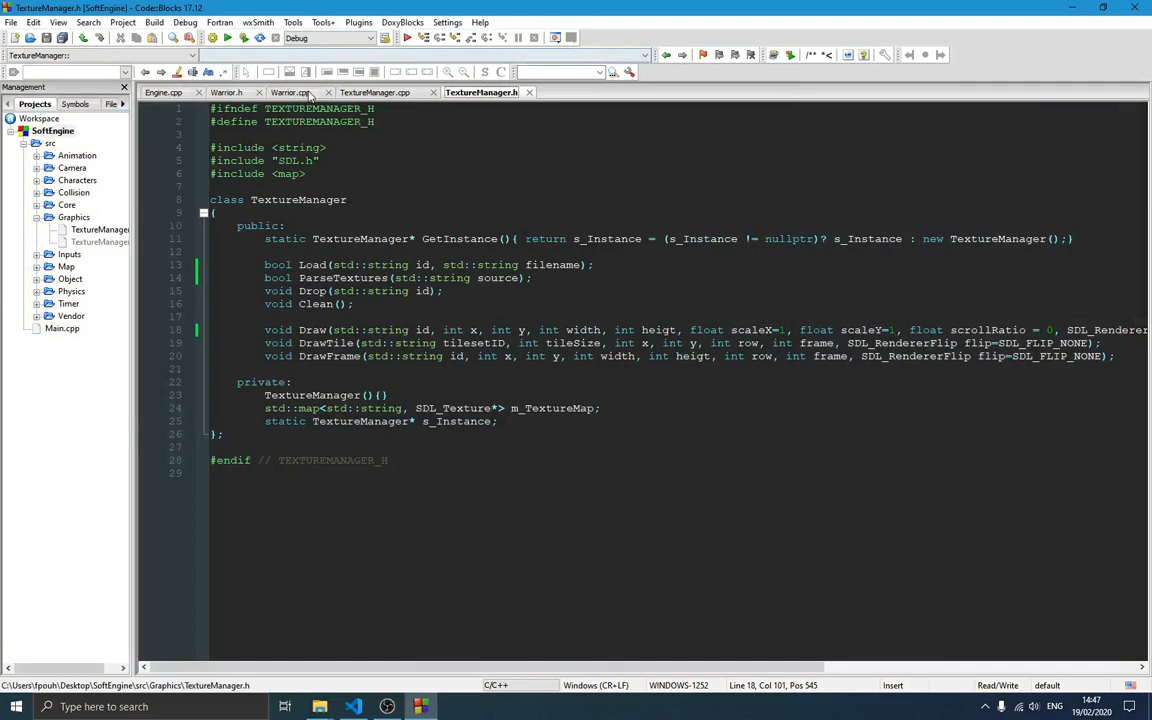 TextureManager.h [SoftEngine] - Code::Blocks 17.12
File Edit View Search Project Build Debug Fortran wxSmith Tools Tools+ Plugins DoxyBlocks Settings Help
Debug
TextureManager::
/** *<
Management
Engine.cpp Warrior.h Warrior.cpp TextureManager.cpp TextureManager.h
Projects Symbols File
Workspace
SoftEngine
src
Animation
Camera
Characters
Collision
Core
Graphics
TextureManager
TextureManager
Inputs
Map
Object
Physics
Timer
Vendor
Main.cpp
1 #ifndef TEXTUREMANAGER_H
2 #define TEXTUREMANAGER_H
3
4 #include <string>
5 #include "SDL.h"
6 #include <map>
7
8 class TextureManager
9 {
10 public:
11 static TextureManager* GetInstance(){ return s_Instance = (s_Instance != nullptr)? s_Instance : new TextureManager();}
12
13 bool Load(std::string id, std::string filename);
14 bool ParseTextures(std::string source);
15 void Drop(std::string id);
16 void Clean();
17
18 void Draw(std::string id, int x, int y, int width, int heigt, float scaleX=1, float scaleY=1, float scrollRatio = 0, SDL_Renderer
19 void DrawTile(std::string tilesetID, int tileSize, int x, int y, int row, int frame, SDL_RendererFlip flip=SDL_FLIP_NONE);
20 void DrawFrame(std::string id, int x, int y, int width, int heigt, int row, int frame, SDL_RendererFlip flip=SDL_FLIP_NONE);
21
22 private:
23 TextureManager(){}
24 std::map<std::string, SDL_Texture*> m_TextureMap;
25 static TextureManager* s_Instance;
26 };
27
28 #endif // TEXTUREMANAGER_H
29
C:\Users\fpouh\Desktop\SoftEngine\src\Graphics\TextureManager.h C/C++ Windows (CR+LF) WINDOWS-1252 Line 18, Col 101, Pos 545 Insert Read/Write default
Type here to search
ENG
14:47
19/02/2020